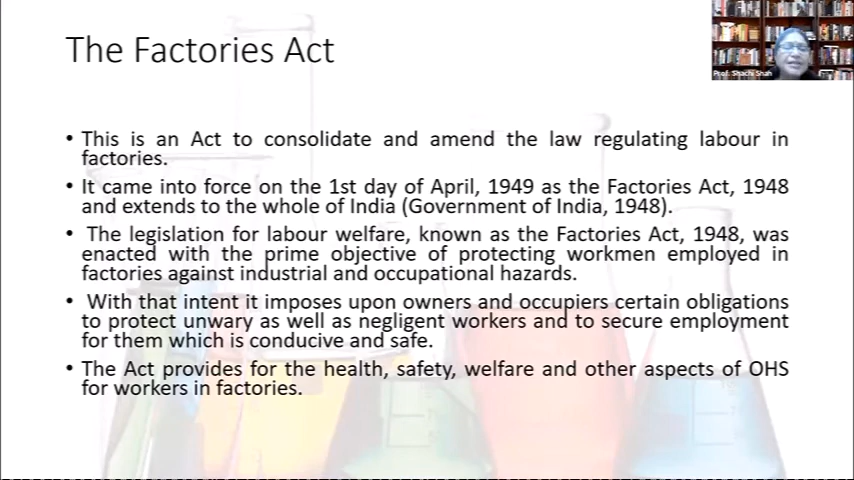 The Factories Act
Prof. Shachi Shah
• This is an Act to consolidate and amend the law regulating labour in
factories.
• It came into force on the 1st day of April, 1949 as the Factories Act, 1948
and extends to the whole of India (Government of India, 1948).
• The legislation for labour welfare, known as the Factories Act, 1948, was
enacted with the prime objective of protecting workmen employed in
factories against industrial and occupational hazards.
• With that intent it imposes upon owners and occupiers certain obligations
to protect unwary as well as negligent workers and to secure employment
for them which is conducive and safe.
• The Act provides for the health, safety, welfare and other aspects of OHS
for workers in factories.